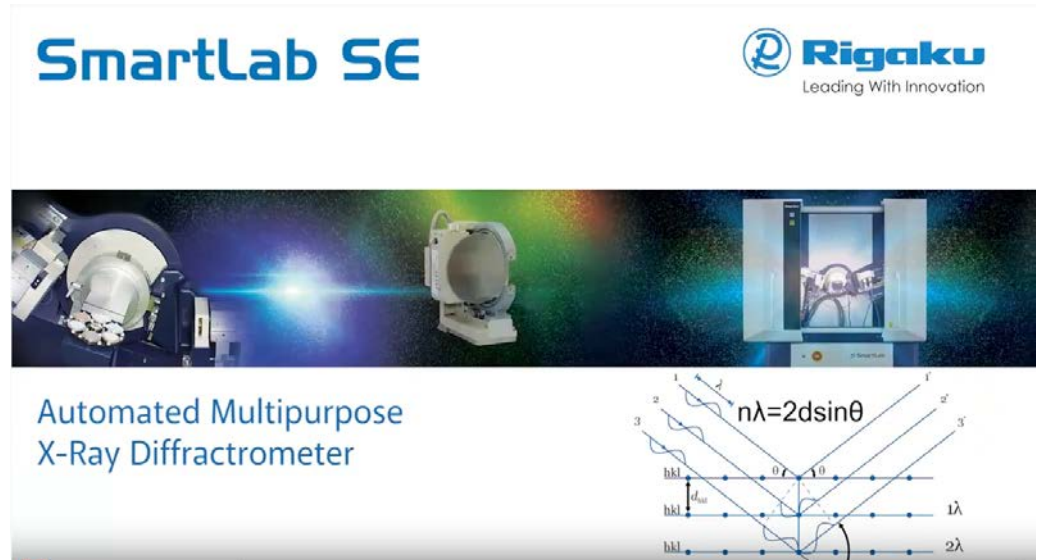 SmartLab SE
Rigaku
Leading With Innovation
Automated Multipurpose
X-Ray Diffractrometer
nλ=2dsinθ
1
2
3
λ
1'
2'
3'
θ
θ
hkl
d
hkl
1λ
hkl
2λ